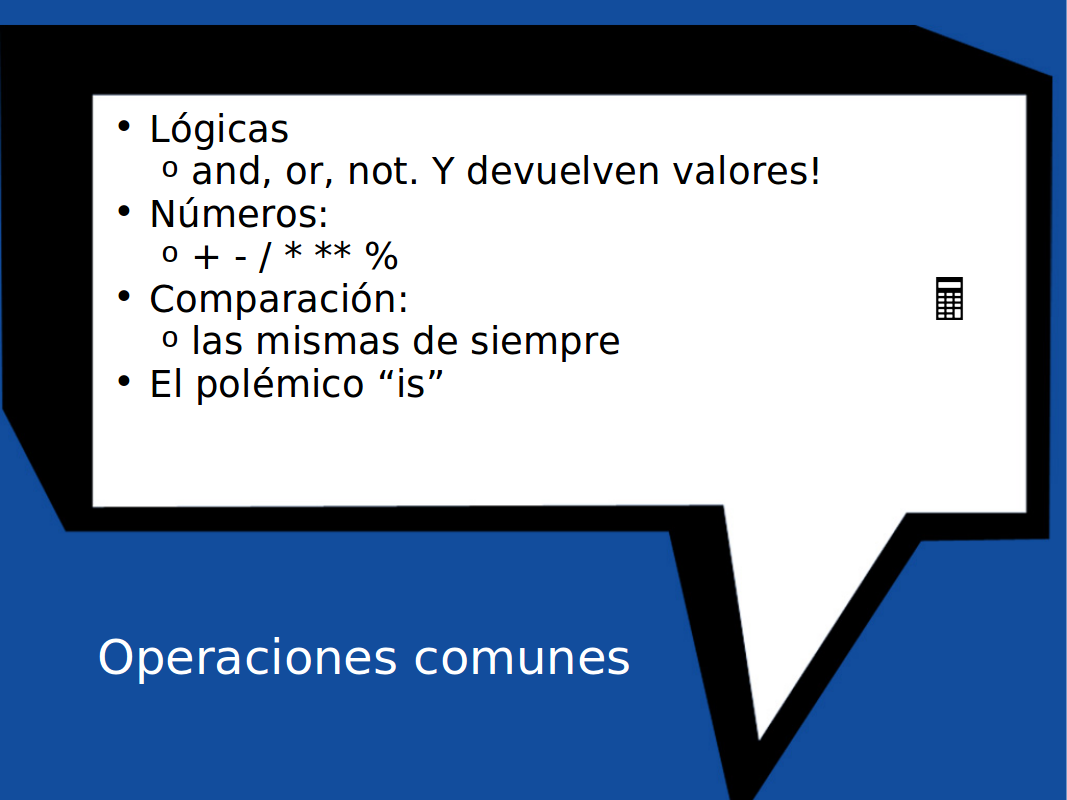 • Lógicas
o and, or, not. Y devuelven valores!
• Números:
o + - / * ** %
• Comparación:
o las mismas de siempre
• El polémico “is”
Operaciones comunes